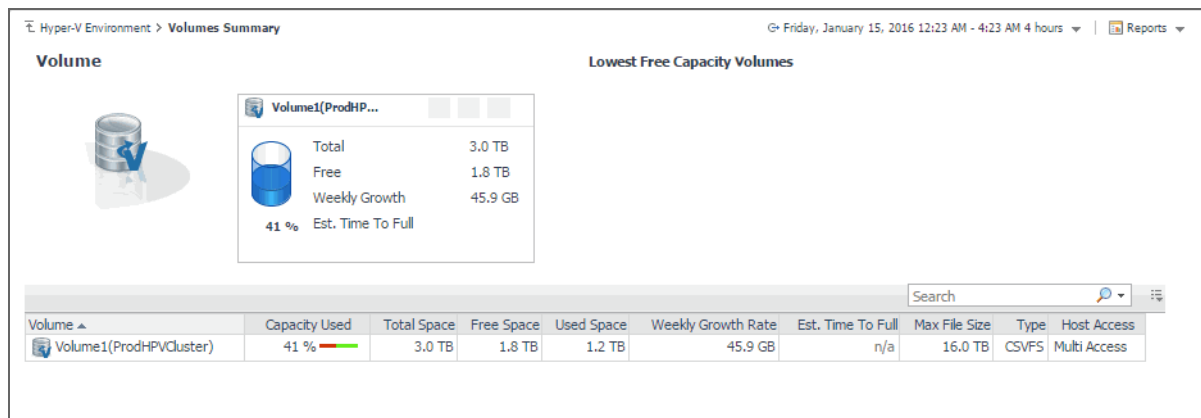 Hyper-V Environment > Volumes Summary
Friday, January 15, 2016 12:23 AM - 4:23 AM 4 hours | Reports
Volume
Lowest Free Capacity Volumes
Volume1(ProdHP...
Total 3.0 TB
Free 1.8 TB
Weekly Growth 45.9 GB
41 % Est. Time To Full
Search
Volume Capacity Used Total Space Free Space Used Space Weekly Growth Rate Est. Time To Full Max File Size Type Host Access
Volume1(ProdHPVCluster) 41 % 3.0 TB 1.8 TB 1.2 TB 45.9 GB n/a 16.0 TB CSVFS Multi Access